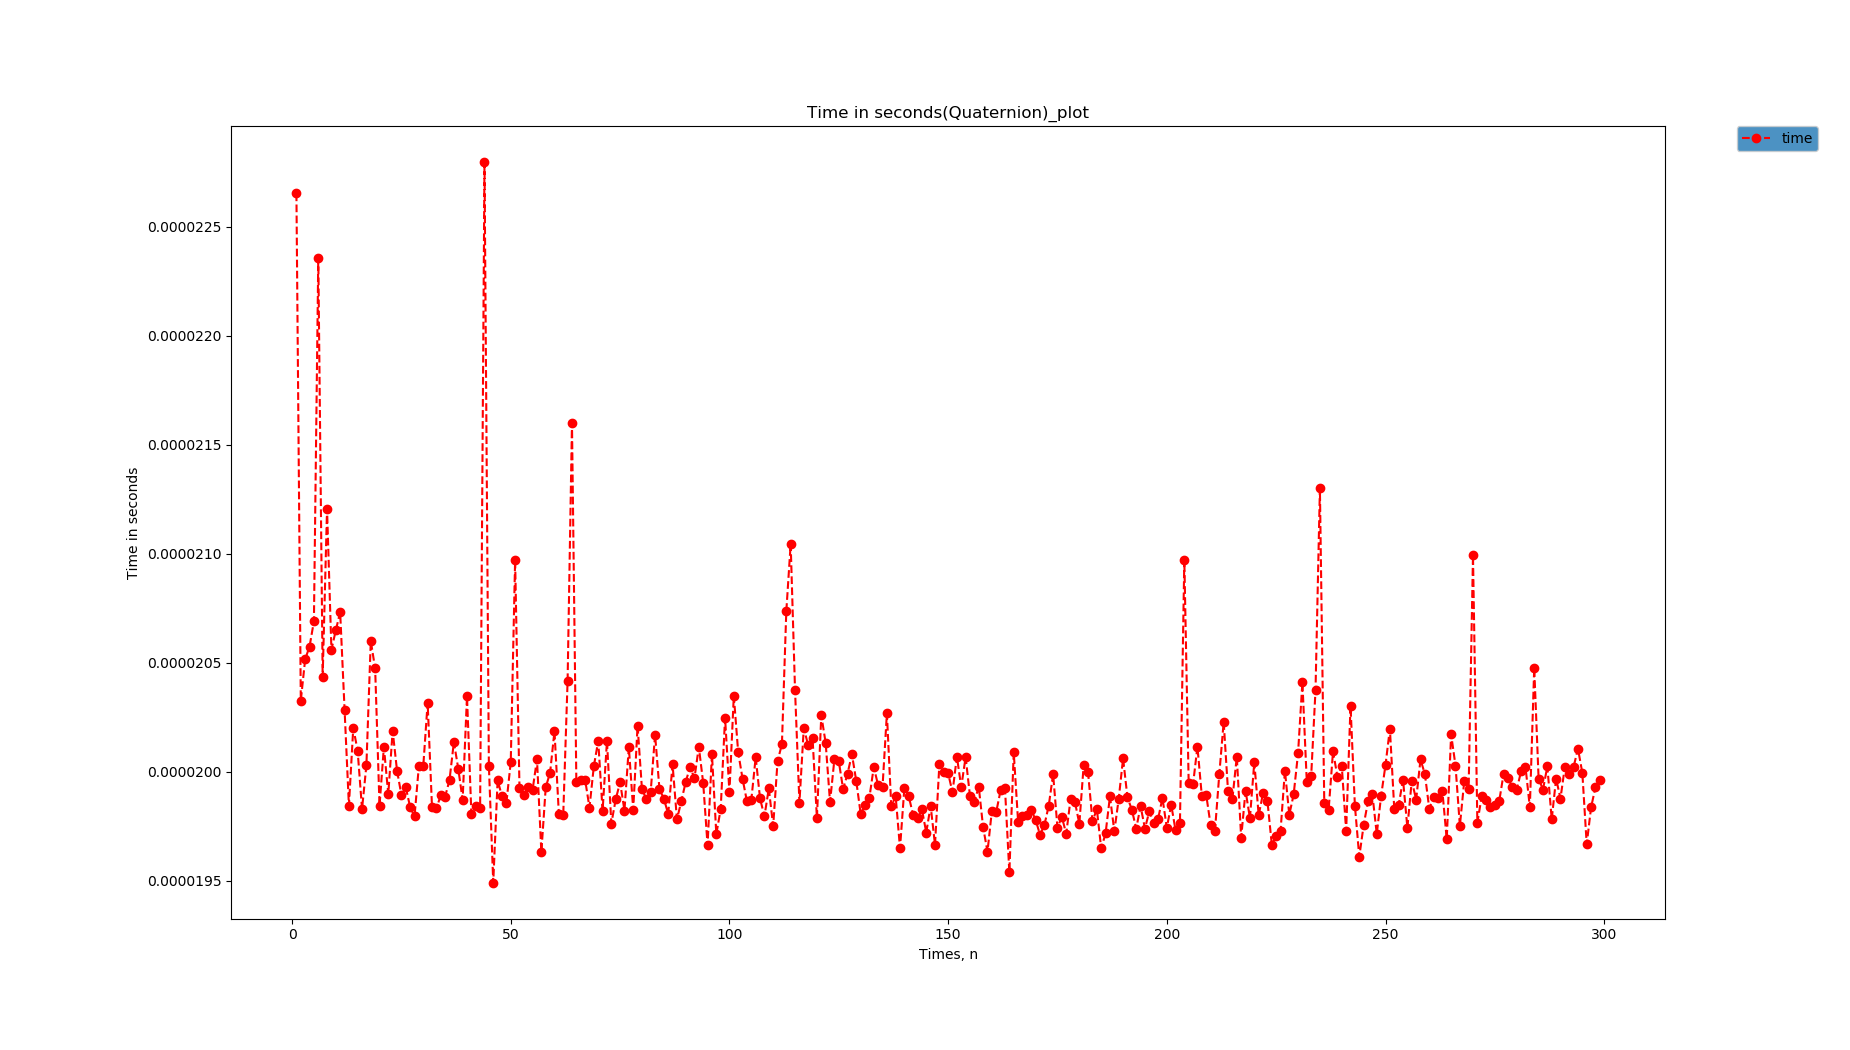 Time in seconds(Quaternion)_plot
time
0.0000225
0.0000220
0.0000215
0.0000210
0.0000205
0.0000200
0.0000195
Time in seconds
0 50 100 150 200 250 300
Times, n